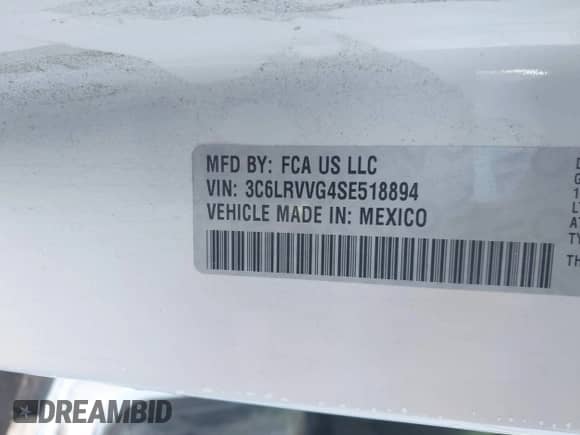 MFD BY: FCA US LLC
VIN: 3C6LRVVG4SE518894
VEHICLE MADE IN: MEXICO
DREAMBID